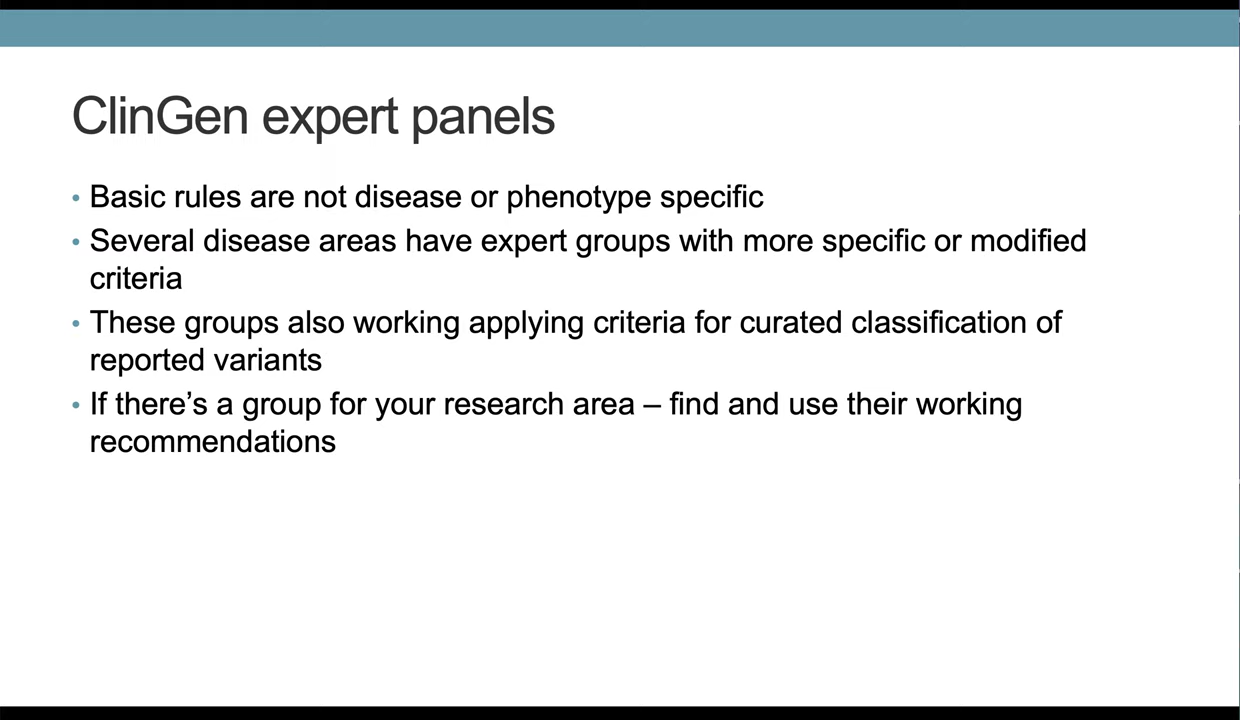 ClinGen expert panels
• Basic rules are not disease or phenotype specific
• Several disease areas have expert groups with more specific or modified
criteria
• These groups also working applying criteria for curated classification of
reported variants
• If there’s a group for your research area – find and use their working
recommendations